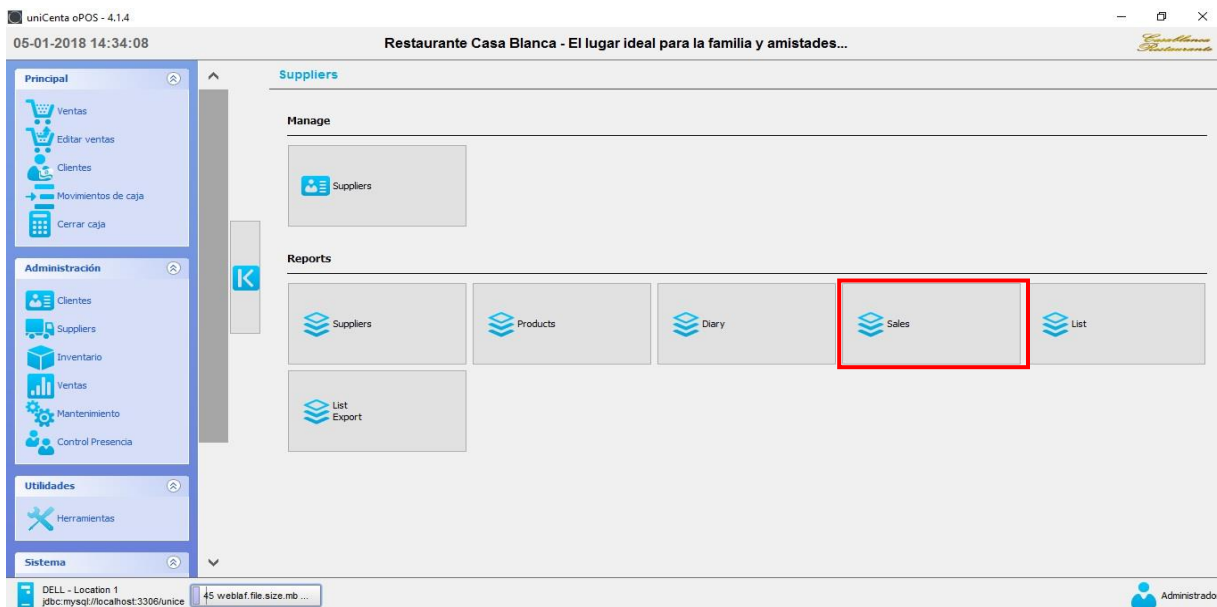 uniCenta oPOS - 4.1.4
05-01-2018 14:34:08
Restaurante Casa Blanca - El lugar ideal para la familia y amistades...
Casablanca
Restaurante
Principal
Ventas
Editar ventas
Clientes
Movimientos de caja
Cerrar caja
Administración
Clientes
Suppliers
Inventario
Ventas
Mantenimiento
Control Presencia
Utilidades
Herramientas
Sistema
Suppliers
Manage
Suppliers
Reports
Suppliers
Products
Diary
Sales
List
List
Export
DELL - Location 1
jdbc:mysql://localhost:3306/unice
45 weblaf.file.size.mb ...
Administrado